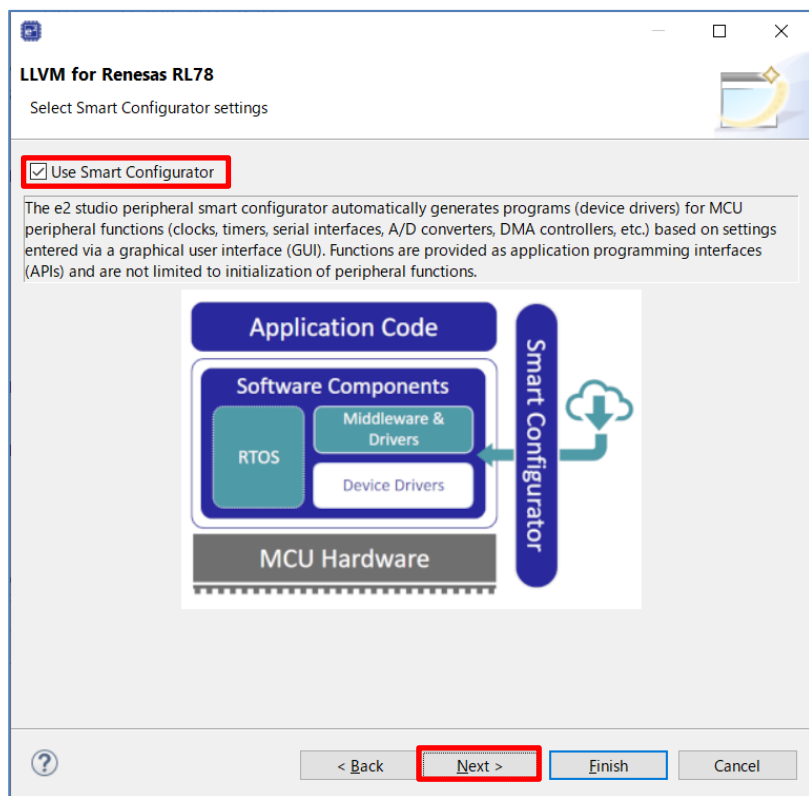 LLVM for Renesas RL78
Select Smart Configurator settings
Use Smart Configurator
The e2 studio peripheral smart configurator automatically generates programs (device drivers) for MCU
peripheral functions (clocks, timers, serial interfaces, A/D converters, DMA controllers, etc.) based on settings
entered via a graphical user interface (GUI). Functions are provided as application programming interfaces
(APIs) and are not limited to initialization of peripheral functions.
Application Code
Software Components
RTOS
Middleware &
Drivers
Device Drivers
MCU Hardware
Smart Configurator
?
< Back
Next >
Finish
Cancel